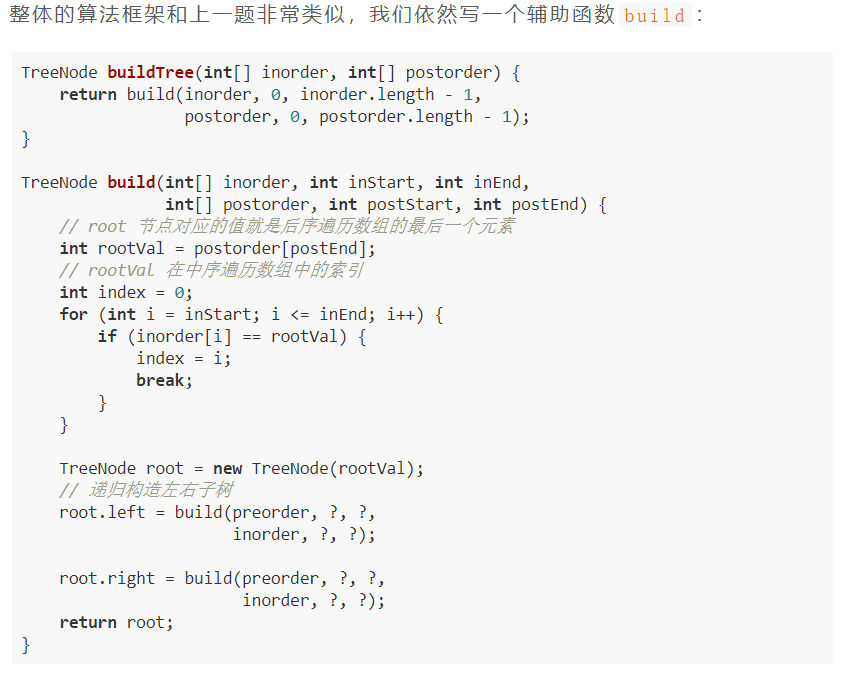 整体的算法框架和上一题非常类似，我们依然写一个辅助函数 build：
TreeNode buildTree(int[] inorder, int[] postorder) {
    return build(inorder, 0, inorder.length - 1,
                 postorder, 0, postorder.length - 1);
}
TreeNode build(int[] inorder, int inStart, int inEnd,
               int[] postorder, int postStart, int postEnd) {
    // root 节点对应的值就是后序遍历数组的最后一个元素
    int rootVal = postorder[postEnd];
    // rootVal 在中序遍历数组中的索引
    int index = 0;
    for (int i = inStart; i <= inEnd; i++) {
        if (inorder[i] == rootVal) {
            index = i;
            break;
        }
    }
    TreeNode root = new TreeNode(rootVal);
    // 递归构造左右子树
    root.left = build(preorder, ?, ?,
                      inorder, ?, ?);
    root.right = build(preorder, ?, ?,
                       inorder, ?, ?);
    return root;
}